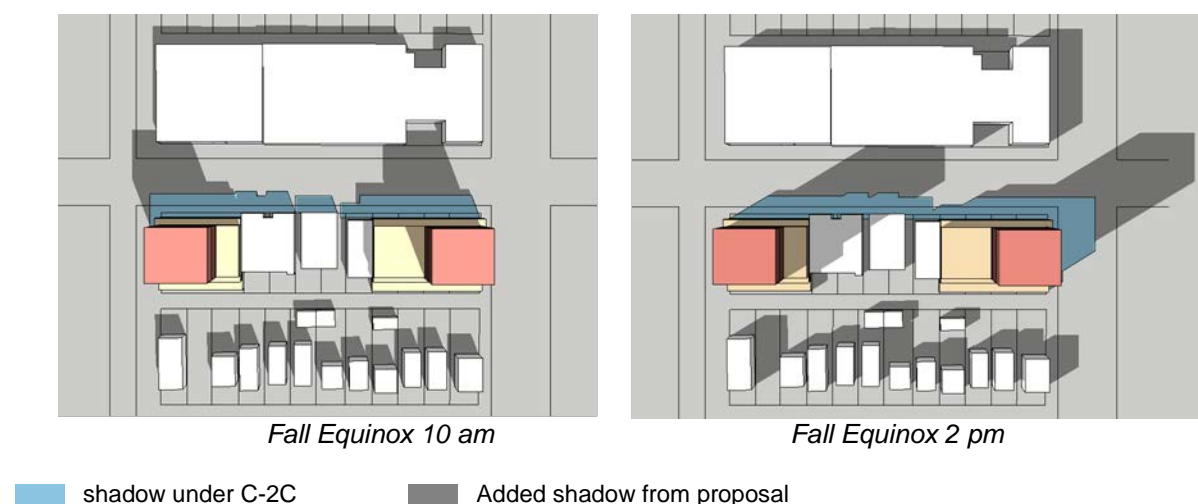 Fall Equinox 10 am
Fall Equinox 2 pm
shadow under C-2C
Added shadow from proposal